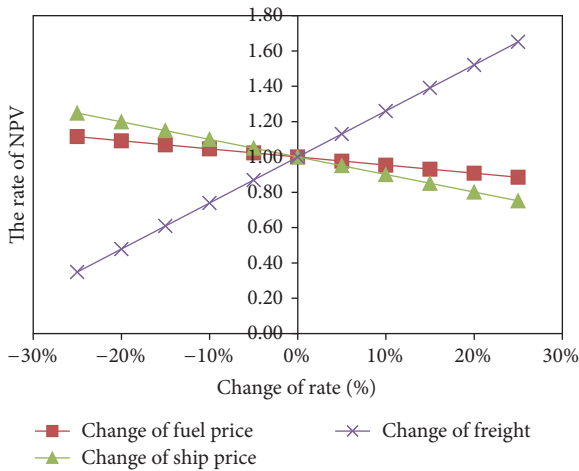 1.80
1.60
1.40
1.20
1.00
0.80
0.60
0.40
0.20
0.00
The rate of NPV
−30% −20% −10% 0% 10% 20% 30%
Change of rate (%)
Change of fuel price Change of freight
Change of ship price